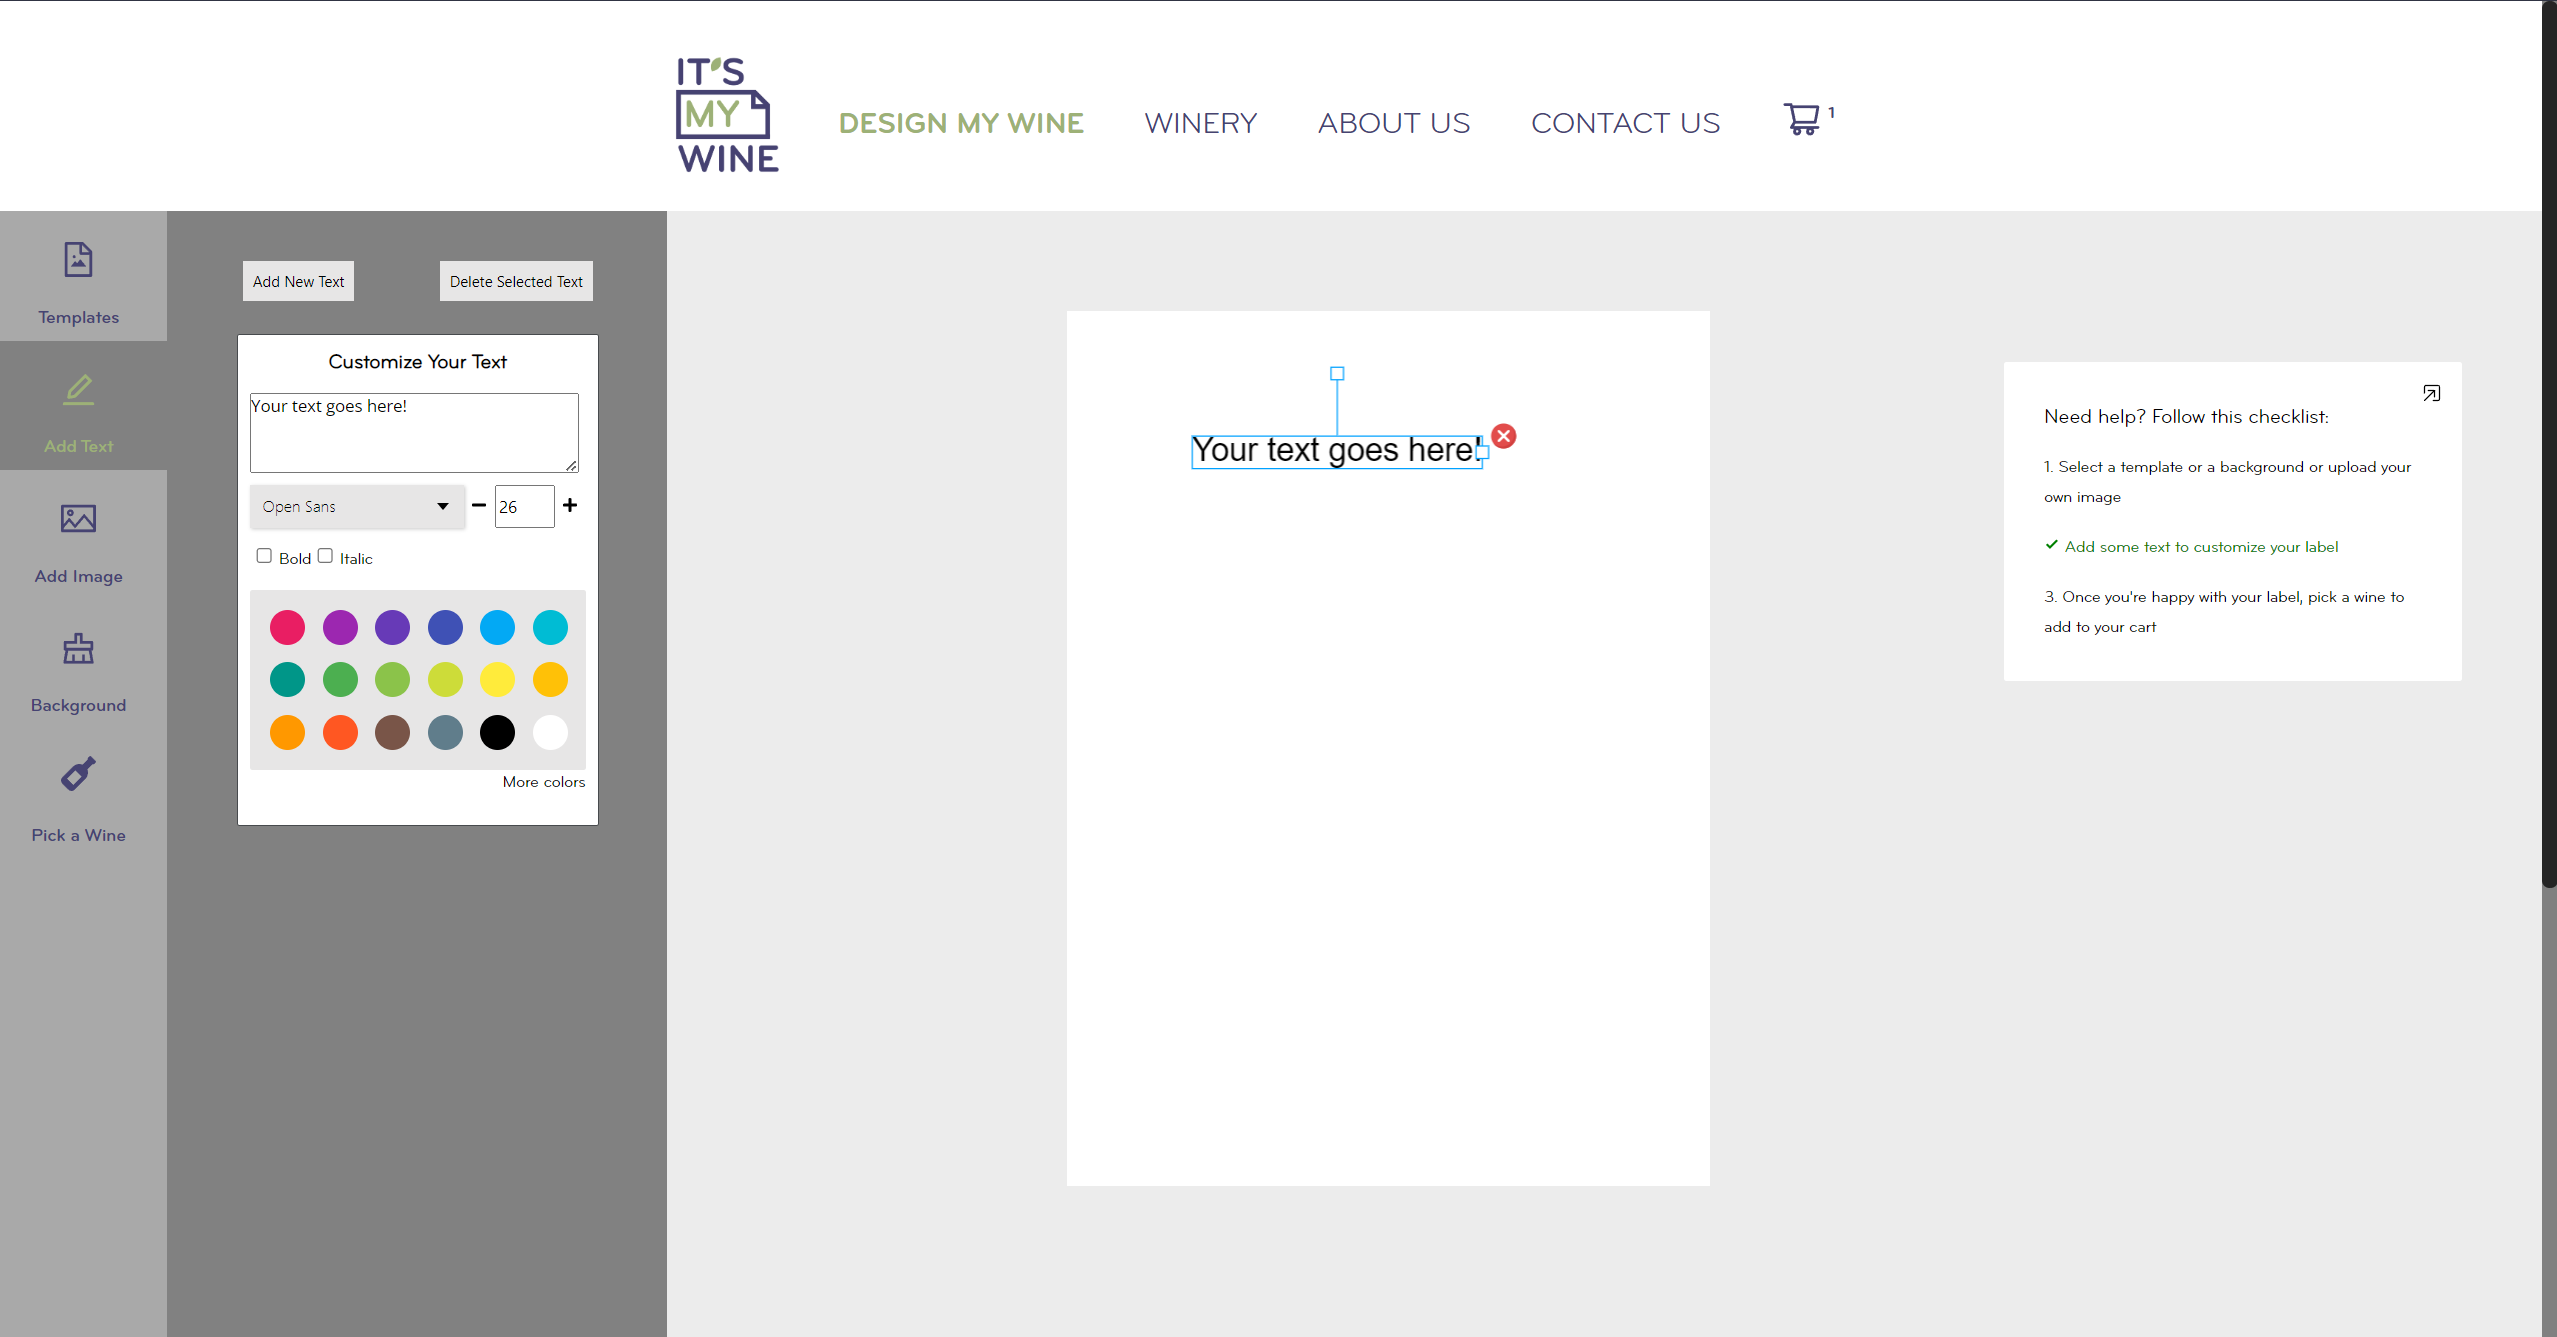 IT'S
MY
WINE
DESIGN MY WINE
WINERY
ABOUT US
CONTACT US
1
Templates
Add Text
Add Image
Background
Pick a Wine
Add New Text
Delete Selected Text
Customize Your Text
Your text goes here!
Open Sans
26
Bold
Italic
More colors
Your text goes here!
Need help? Follow this checklist:
1. Select a template or a background or upload your
own image
Add some text to customize your label
3. Once you're happy with your label, pick a wine to
add to your cart